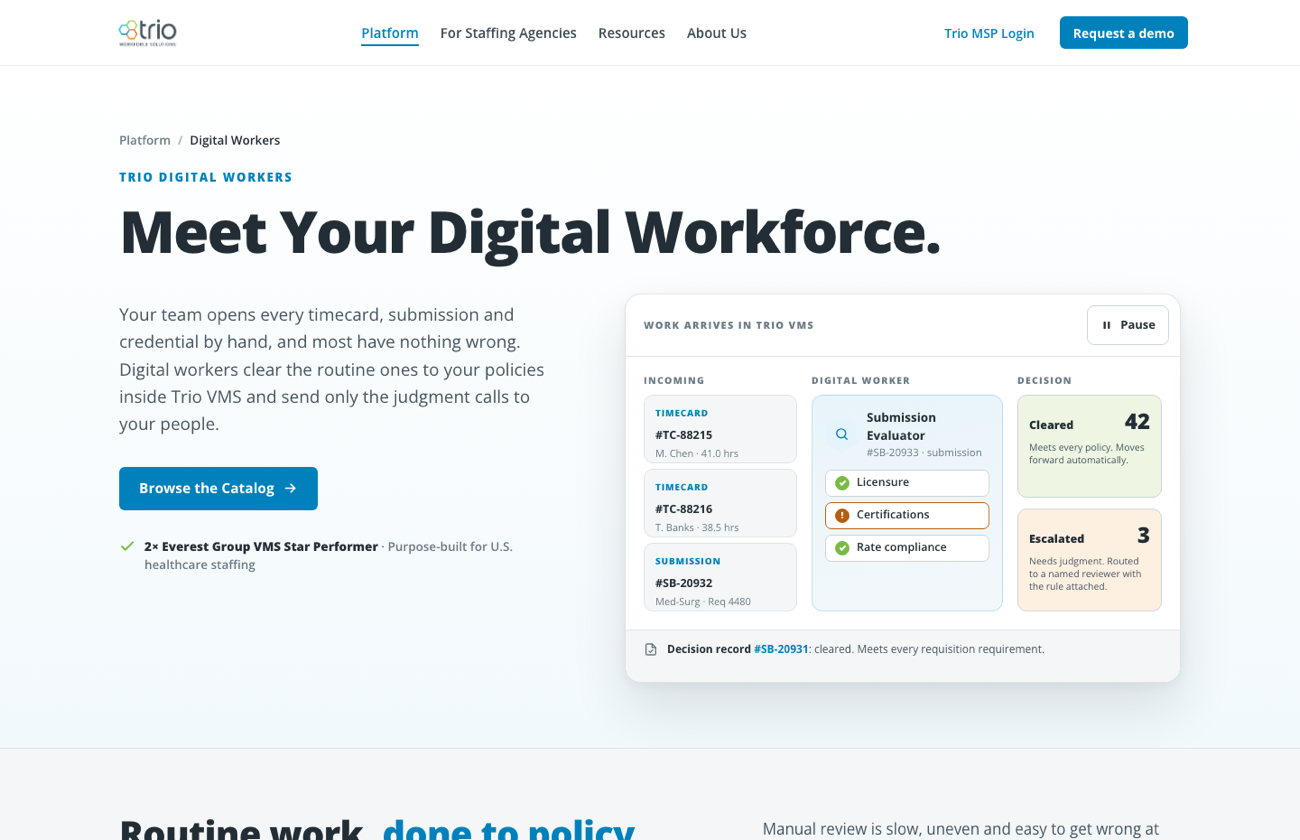 trio
WORKFORCE SOLUTIONS
Platform
For Staffing Agencies
Resources
About Us
Trio MSP Login
Request a demo
Platform / Digital Workers
TRIO DIGITAL WORKERS
Meet Your Digital Workforce.
Your team opens every timecard, submission and
credential by hand, and most have nothing wrong.
Digital workers clear the routine ones to your policies
inside Trio VMS and send only the judgment calls to
your people.
Browse the Catalog →
2× Everest Group VMS Star Performer · Purpose-built for U.S.
healthcare staffing
WORK ARRIVES IN TRIO VMS
Pause
INCOMING
TIMECARD
#TC-88215
M. Chen · 41.0 hrs
TIMECARD
#TC-88216
T. Banks · 38.5 hrs
SUBMISSION
#SB-20932
Med-Surg · Req 4480
DIGITAL WORKER
Submission
Evaluator
#SB-20933 · submission
Licensure
Certifications
Rate compliance
DECISION
Cleared 42
Meets every policy. Moves
forward automatically.
Escalated 3
Needs judgment. Routed
to a named reviewer with
the rule attached.
Decision record #SB-20931: cleared. Meets every requisition requirement.
Routine work, done to policy
Manual review is slow, uneven and easy to get wrong at